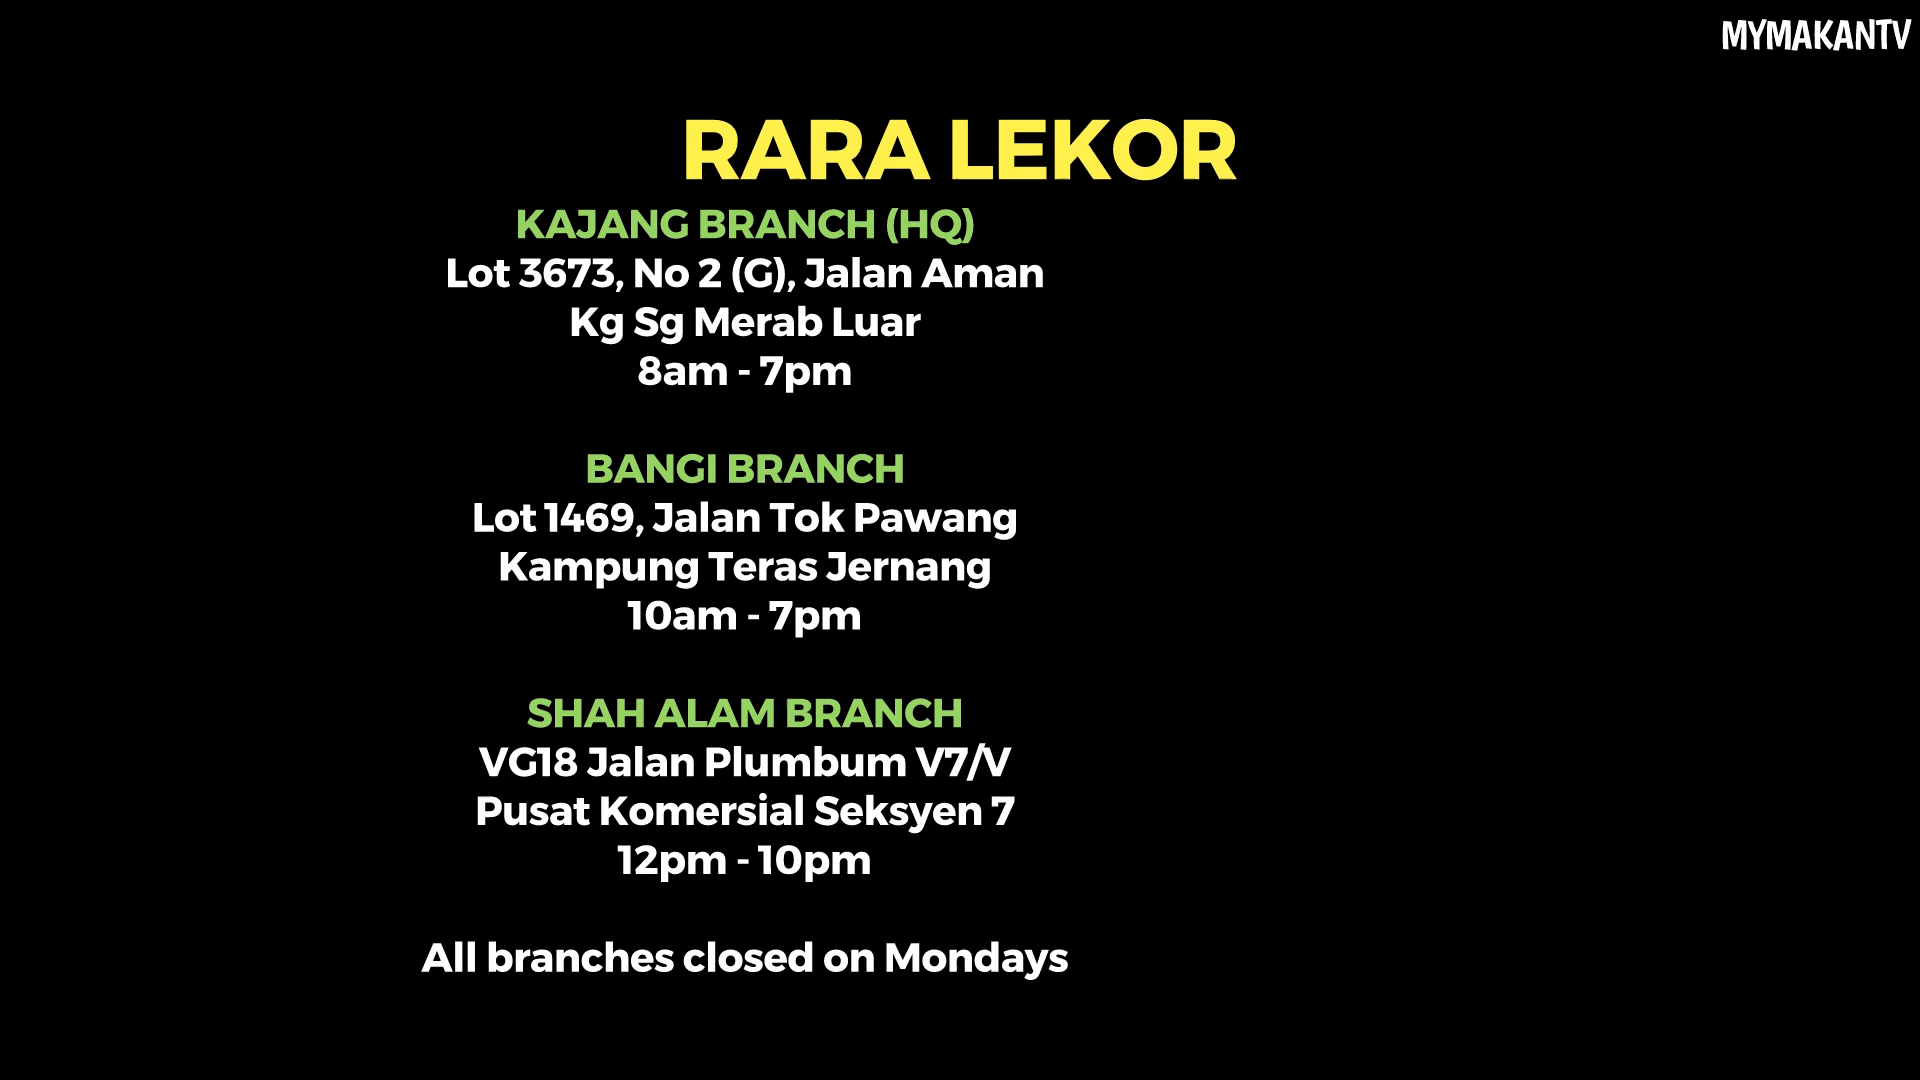 MYMAKANTV
RARA LEKOR
KAJANG BRANCH (HQ)
Lot 3673, No 2 (G), Jalan Aman
Kg Sg Merab Luar
8am - 7pm
BANGI BRANCH
Lot 1469, Jalan Tok Pawang
Kampung Teras Jernang
10am - 7pm
SHAH ALAM BRANCH
VG18 Jalan Plumbum V7/V
Pusat Komersial Seksyen 7
12pm - 10pm
All branches closed on Mondays